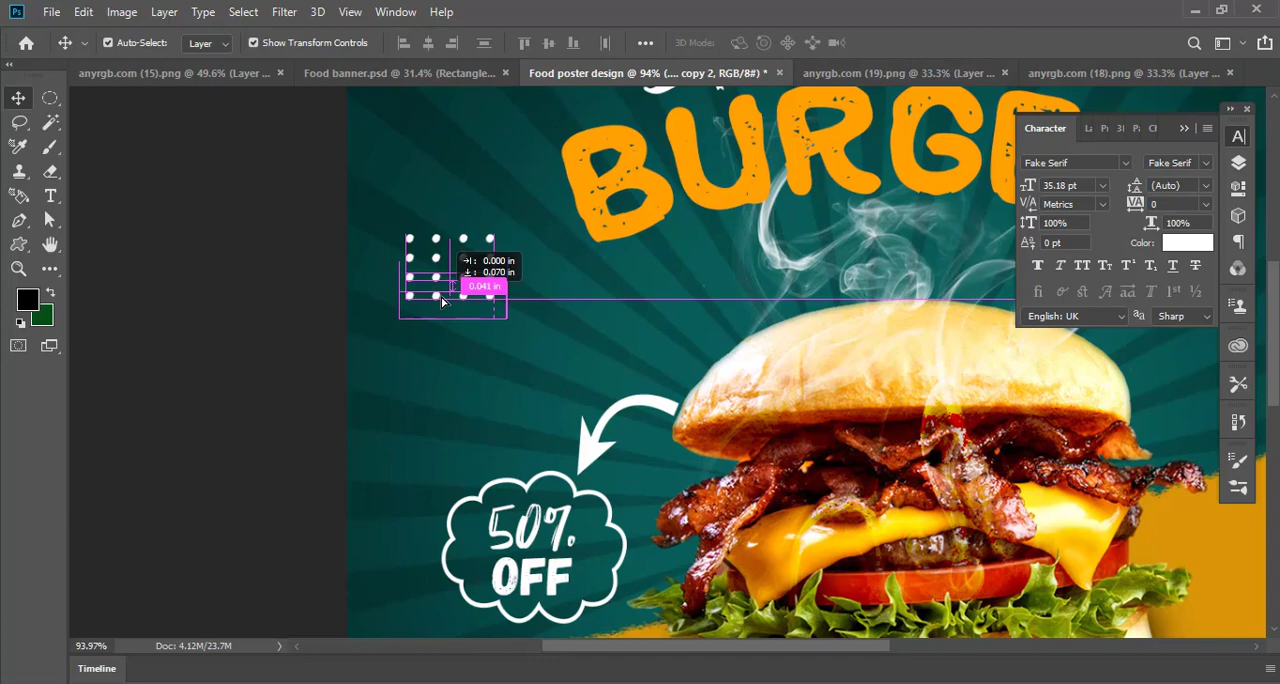 Ps File Edit Image Layer Type Select Filter 3D View Window Help
Auto-Select: Layer Show Transform Controls 3D Mode:
anyrgb.com (15).png @ 49.6% (Layer ... × Food banner.psd @ 31.4% (Rectangle... × Food poster design @ 94% (.... copy 2, RGB/8#) * × anyrgb.com (19).png @ 33.3% (Layer ... × anyrgb.com (18).png @ 33.3% (Layer ... ×
BURGE
Character 3I
Fake Serif Fake Serif
35.18 pt (Auto)
Metrics 0
100% 100%
0 pt Color:
English: UK Sharp
: 0.000 in
: 0.070 in
0.041 in
50%
OFF
93.97% Doc: 4.12M/23.7M
Timeline